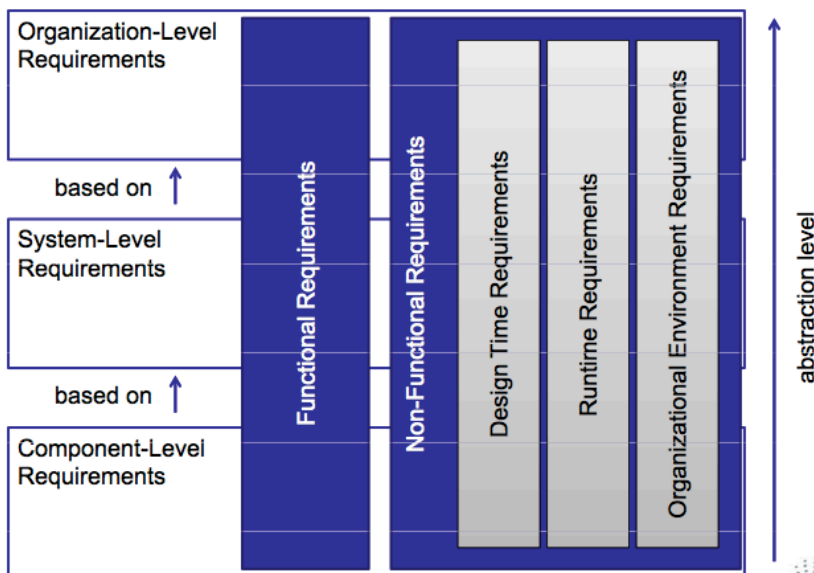 Organization-Level
Requirements
based on
System-Level
Requirements
based on
Component-Level
Requirements
Functional Requirements
Non-Functional Requirements
Design Time Requirements
Runtime Requirements
Organizational Environment Requirements
abstraction level